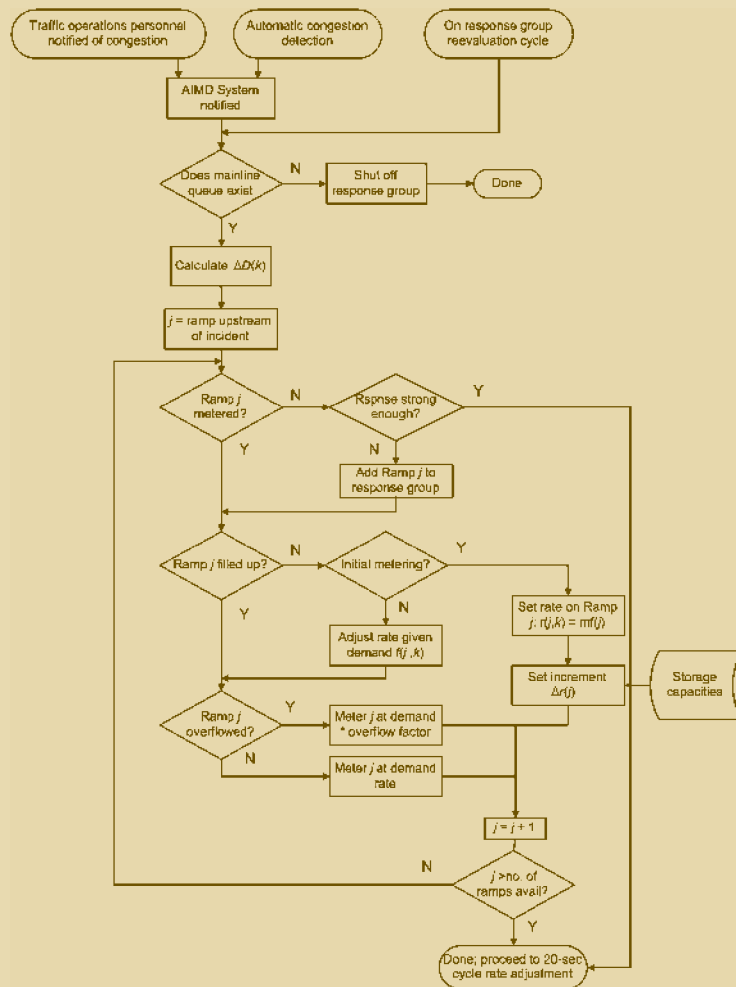 Traffic operations personnel
notified of congestion
Automatic congestion
detection
On response group
reevaluation cycle
AIMD System
notified
Does mainline
queue exist
N
Shut off
response group
Done
Y
Calculate ΔD(k)
j = ramp upstream
of incident
Ramp j
metered?
N
Rspnse strong
enough?
Y
Y
N
Add Ramp j to
response group
Ramp j filled up?
N
Initial metering?
Y
Y
N
Set rate on Ramp
j: r(j,k) = mf(j)
Adjust rate given
demand f(j ,k)
Set increment
Δr(j)
Storage
capacities
Ramp j
overflowed?
Y
Meter j at demand
* overflow factor
N
Meter j at demand
rate
j = j + 1
N
j >no. of
ramps avail?
Y
Done; proceed to 20-sec
cycle rate adjustment